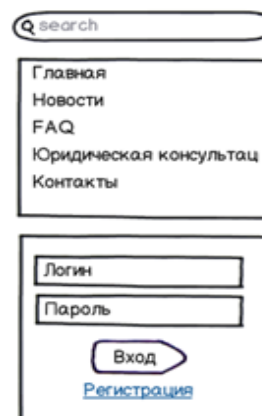 search
Главная
Новости
FAQ
Юридическая консультац
Контакты
Логин
Пароль
Вход
Регистрация